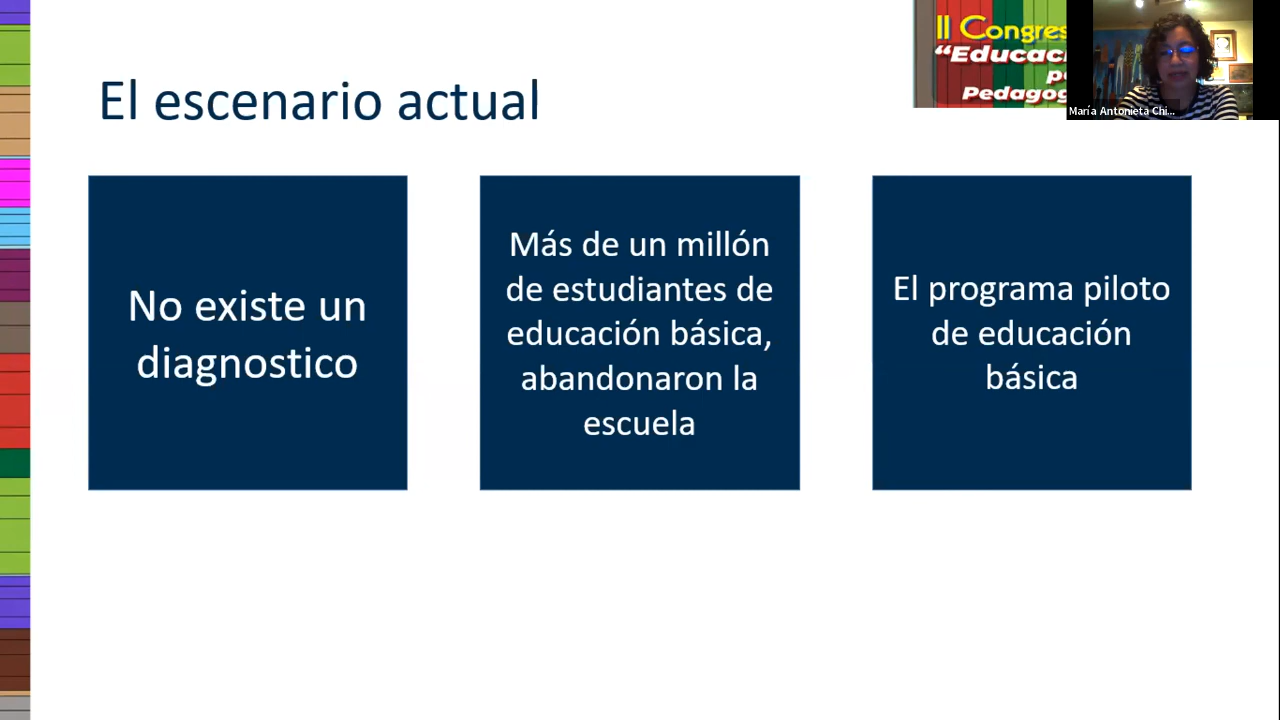 El escenario actual
II Congres
“Educac
Pedagog
María Antonieta Chi...
No existe un
diagnostico
Más de un millón
de estudiantes de
educación básica,
abandonaron la
escuela
El programa piloto
de educación
básica